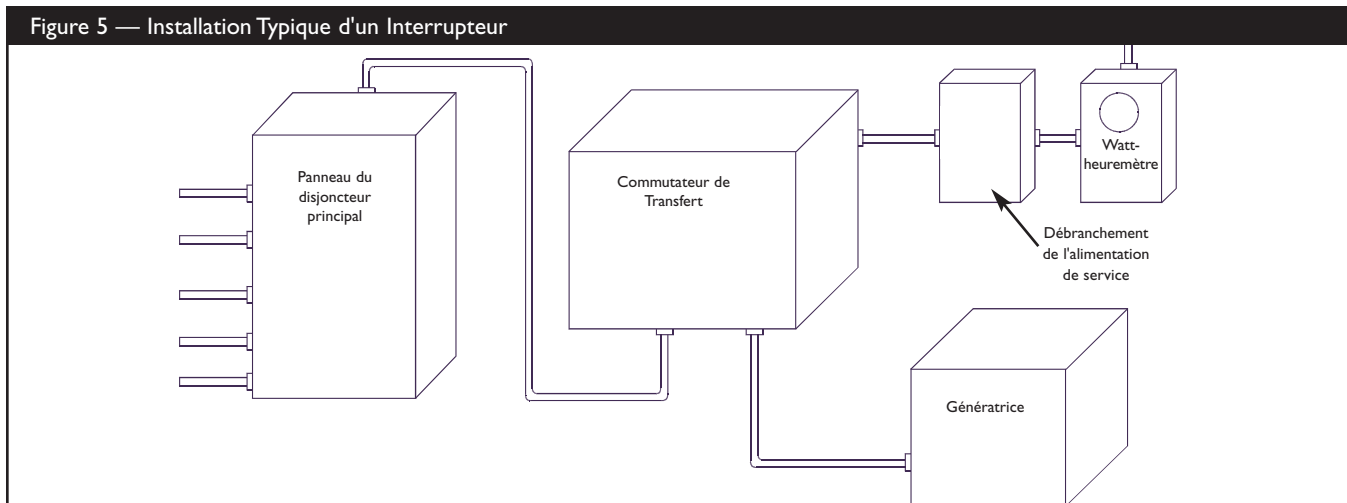 Figure 5 — Installation Typique d'un Interrupteur
Panneau du
disjoncteur
principal
Commutateur de
Transfert
Watt-
heuremètre
Débranchement
de l'alimentation
de service
Génératrice